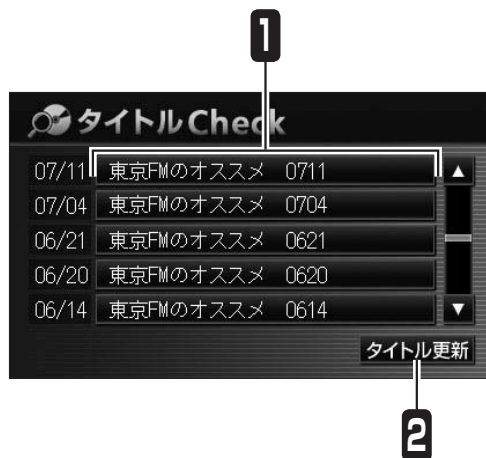 1
タイトルCheck
07/11 東京FMのオススメ 0711 ▲
07/04 東京FMのオススメ 0704
06/21 東京FMのオススメ 0621
06/20 東京FMのオススメ 0620
06/14 東京FMのオススメ 0614 ▼
タイトル更新
2